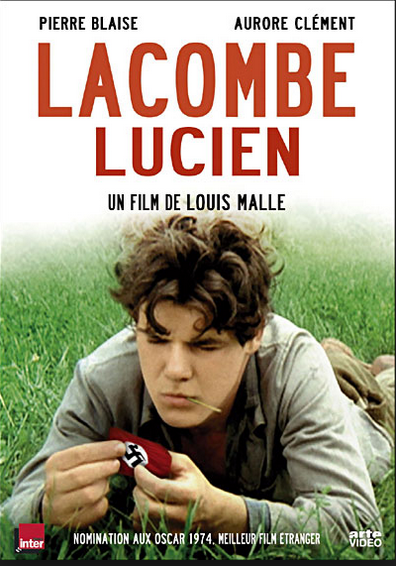 PIERRE BLAISE AURORE CLÉMENT
LACOMBE
LUCIEN
UN FILM DE LOUIS MALLE
NOMINATION AUX OSCAR 1974, MEILLEUR FILM ÉTRANGER
inter
arte
VIDEO